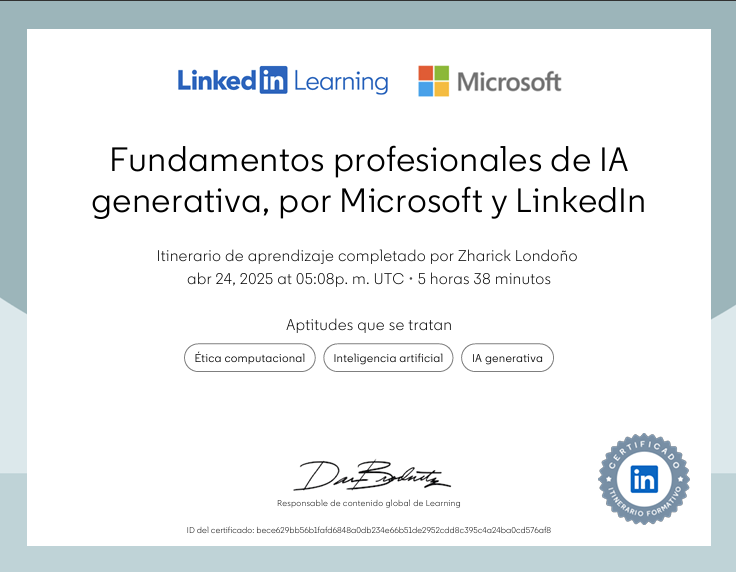 Linked in Learning
Microsoft
Fundamentos profesionales de IA
generativa, por Microsoft y LinkedIn
Itinerario de aprendizaje completado por Zharick Londoño
abr 24, 2025 at 05:08p. m. UTC • 5 horas 38 minutos
Aptitudes que se tratan
Ética computacional
Inteligencia artificial
IA generativa
Responsable de contenido global de Learning
CERTIFICADO
in
ITINERARIO FORMATIVO
ID del certificado: bece629bb56b1fafd6848a0db234e66b51de2952cdd8c395c4a24ba0cd576af8